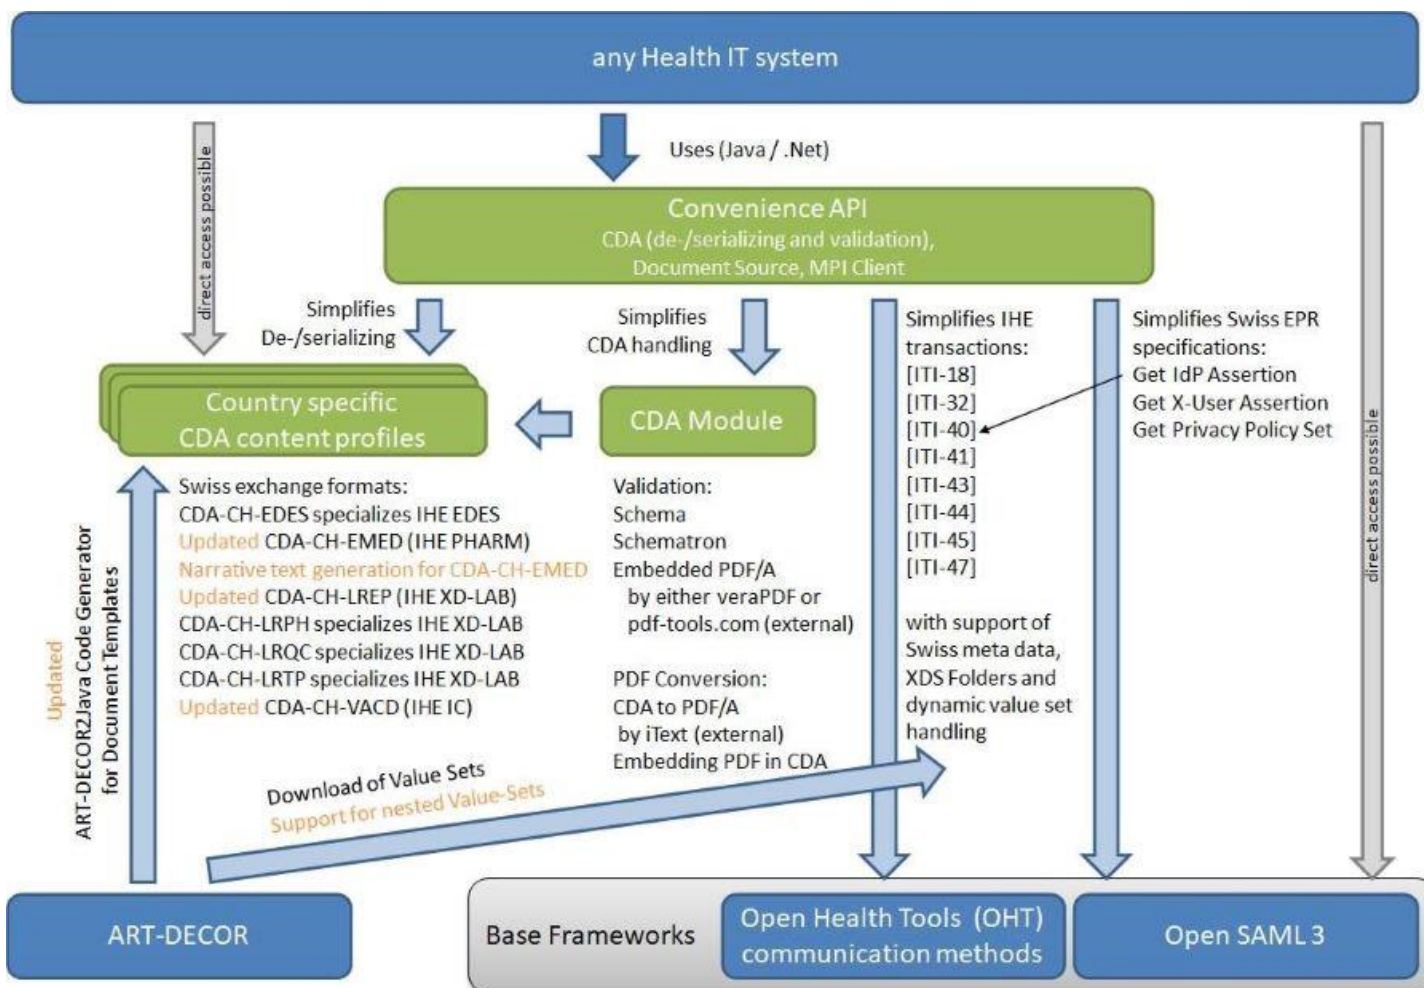 any Health IT system
direct access possible
Uses (Java / .Net)
Convenience API
CDA (de-/serializing and validation),
Document Source, MPI Client
Simplifies
De-/serializing
Simplifies
CDA handling
Simplifies IHE
transactions:
[ITI-18]
[ITI-32]
[ITI-40]
[ITI-41]
[ITI-43]
[ITI-44]
[ITI-45]
[ITI-47]
with support of
Swiss meta data,
XDS Folders and
dynamic value set
handling
Simplifies Swiss EPR
specifications:
Get IdP Assertion
Get X-User Assertion
Get Privacy Policy Set
direct access possible
Country specific
CDA content profiles
CDA Module
Swiss exchange formats:
CDA-CH-EDES specializes IHE EDES
Updated CDA-CH-EMED (IHE PHARM)
Narrative text generation for CDA-CH-EMED
Updated CDA-CH-LREP (IHE XD-LAB)
CDA-CH-LRPH specializes IHE XD-LAB
CDA-CH-LRQC specializes IHE XD-LAB
CDA-CH-LRTP specializes IHE XD-LAB
Updated CDA-CH-VACD (IHE IC)
Validation:
Schema
Schematron
Embedded PDF/A
by either veraPDF or
pdf-tools.com (external)
PDF Conversion:
CDA to PDF/A
by iText (external)
Embedding PDF in CDA
Updated
ART-DECOR2Java Code Generator
for Document Templates
Download of Value Sets
Support for nested Value-Sets
ART-DECOR
Base Frameworks
Open Health Tools (OHT)
communication methods
Open SAML 3